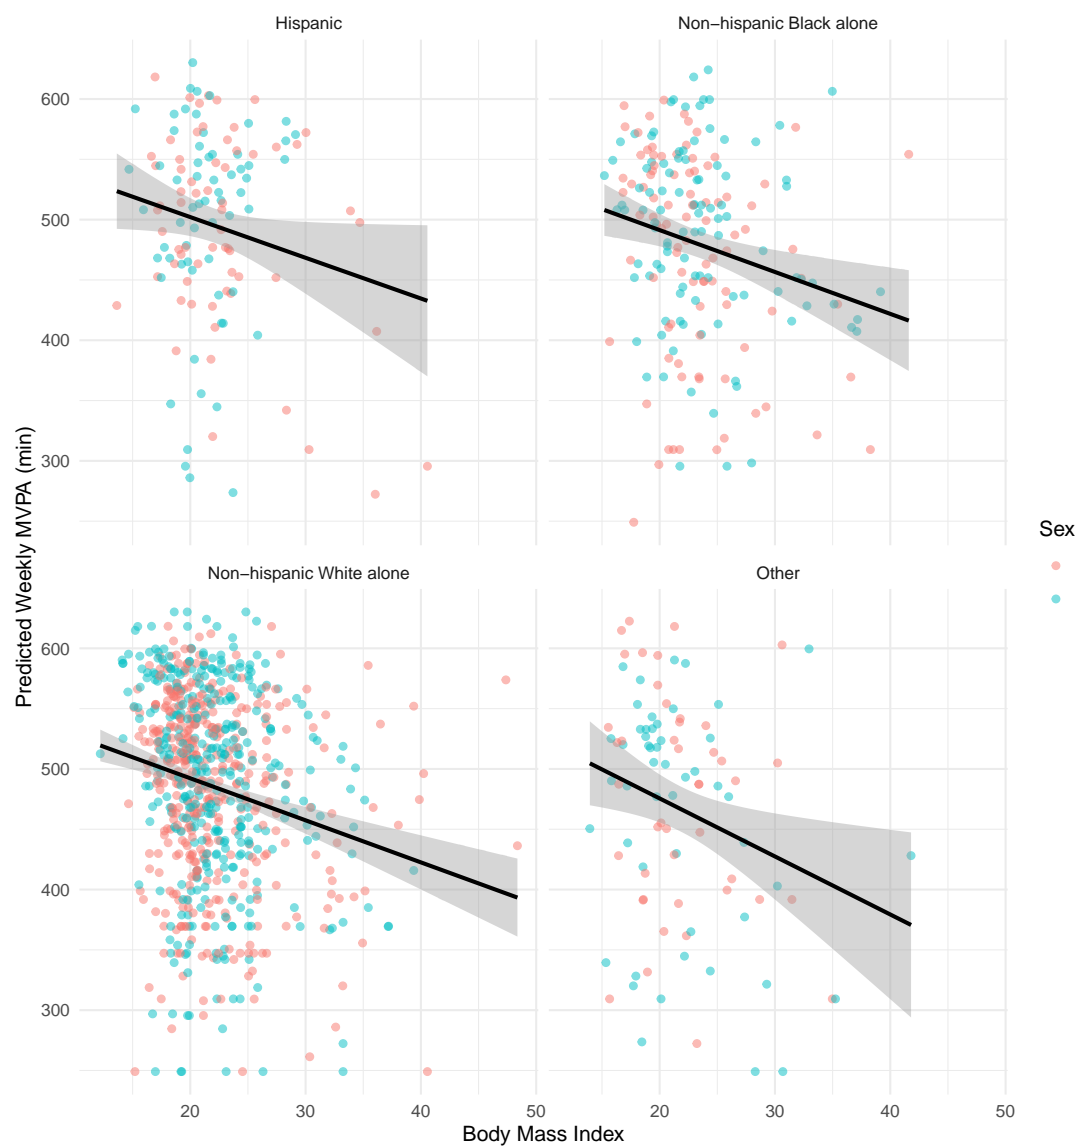 Hispanic
Non−hispanic Black alone
600
500
400
300
Non−hispanic White alone
Other
600
500
400
300
20
30
40
50
20
30
40
50
Body Mass Index
Predicted Weekly MVPA (min)
Sex